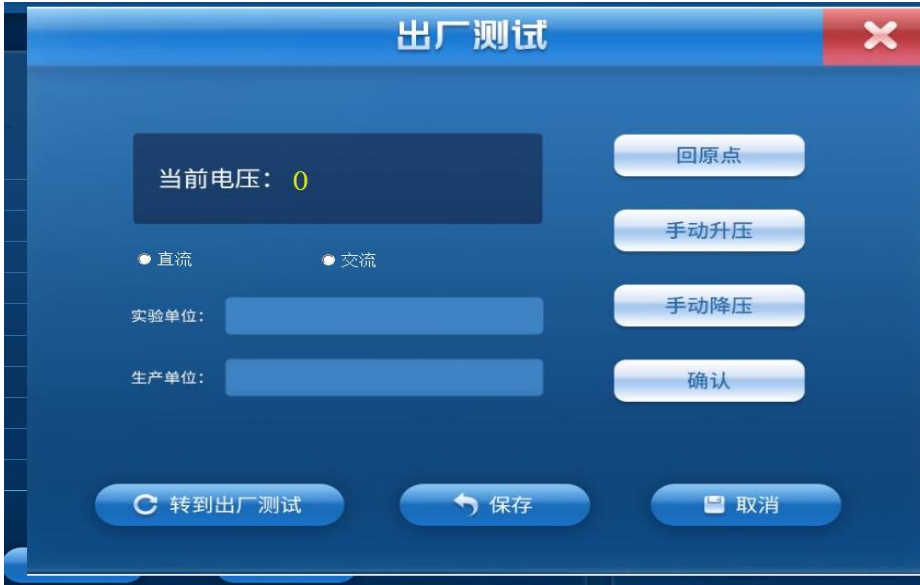 出厂测试
当前电压： 0
回原点
手动升压
直流 交流
手动降压
实验单位：
生产单位：
确认
转到出厂测试 保存 取消